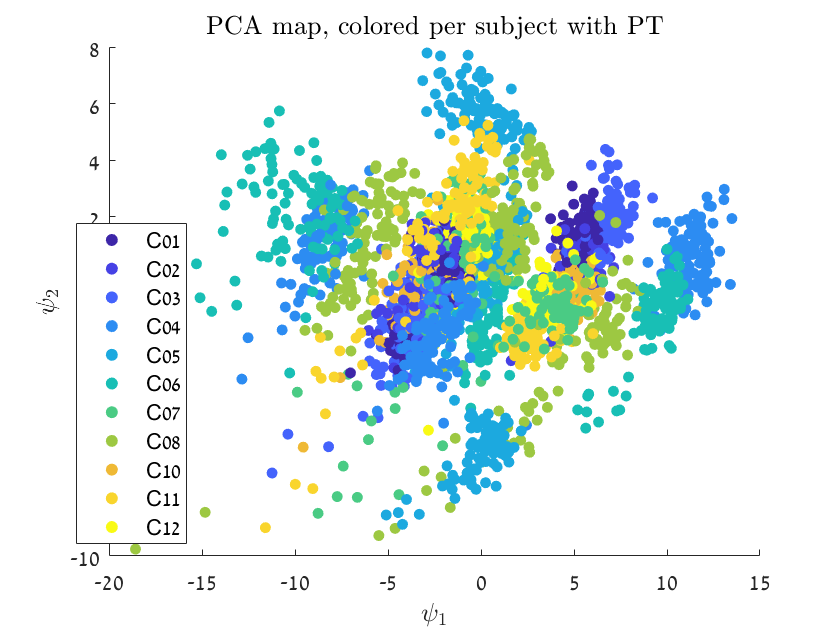 PCA map, colored per subject with PT
8
6
4
2
-10
ψ2
C01
C02
C03
C04
C05
C06
C07
C08
C10
C11
C12
-20
-15
-10
-5
0
5
10
15
ψ1